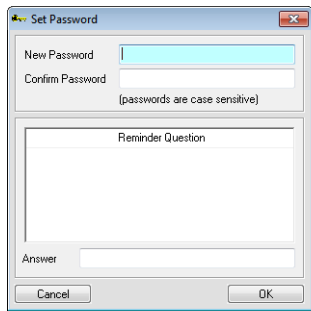 Set Password
New Password
Confirm Password
(passwords are case sensitive)
Reminder Question
Answer
Cancel
OK